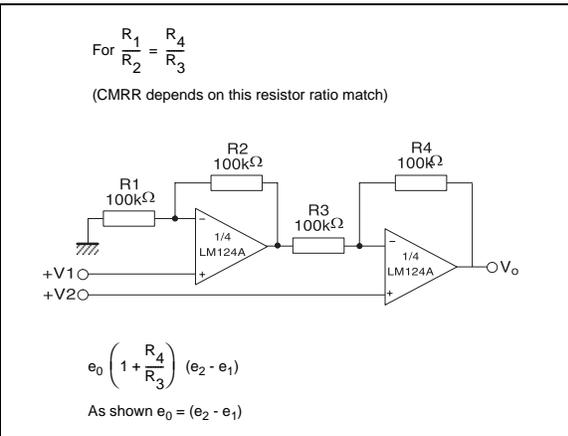 For R1/R2 = R4/R3
(CMRR depends on this resistor ratio match)
R2
100kΩ
R4
100kΩ
R1
100kΩ
R3
100kΩ
1/4
LM124A
1/4
LM124A
+V1
+V2
Vo
e0 (1 + R4/R3) (e2 - e1)
As shown e0 = (e2 - e1)